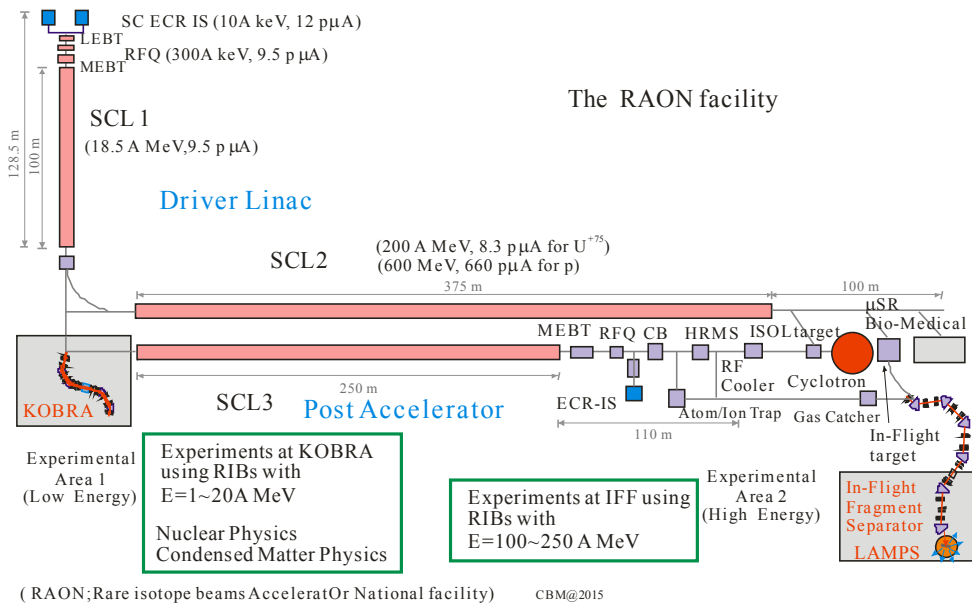 SC ECR IS (10A keV, 12 pμA)
LEBT
RFQ (300A keV, 9.5 p μA)
MEBT
The RAON facility
SCL 1
(18.5 A MeV,9.5 p μA)
128.5 m
100 m
Driver Linac
SCL2
(200 A MeV, 8.3 pμA for U+75)
(600 MeV, 660 pμA for p)
375 m
100 m
μSR
Bio-Medical
MEBT
RFQ
CB
HRMS
ISOL target
RF
Cooler
Cyclotron
KOBRA
250 m
SCL3
Post Accelerator
ECR-IS
Atom/Ion Trap
Gas Catcher
110 m
In-Flight
target
Experimental
Area 1
(Low Energy)
Experiments at KOBRA
using RIBs with
E=1~20A MeV
Nuclear Physics
Condensed Matter Physics
Experiments at IFF using
RIBs with
E=100~250 A MeV
Experimental
Area 2
(High Energy)
In-Flight
Fragment
Separator
LAMPS
( RAON;Rare isotope beams AcceleratOr National facility)
CBM@2015